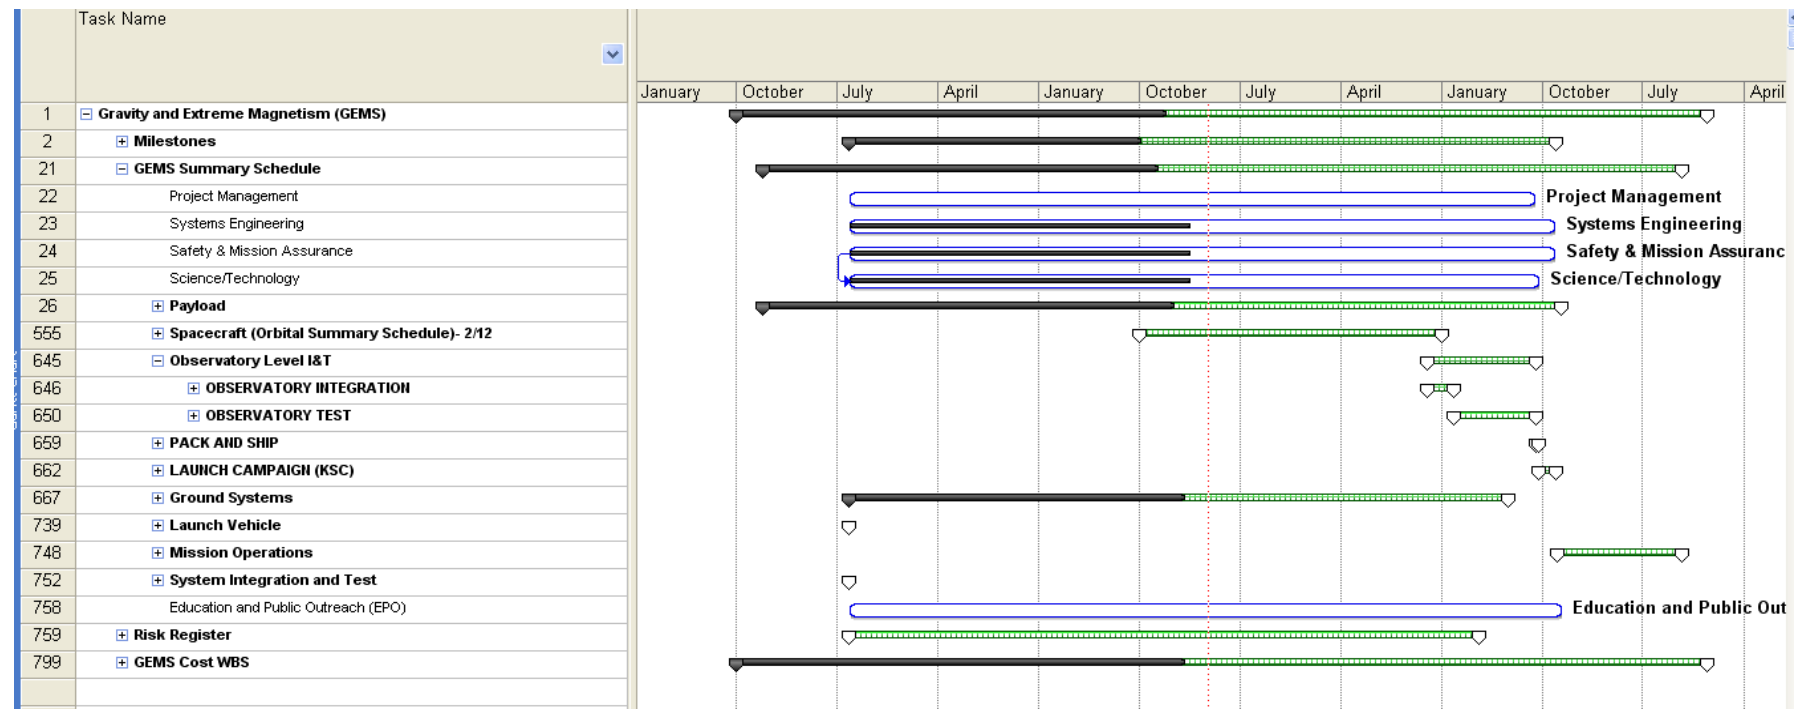 Task Name
January October July April January October July April January October July April
1 Gravity and Extreme Magnetism (GEMS)
2 Milestones
21 GEMS Summary Schedule
22 Project Management Project Management
23 Systems Engineering Systems Engineering
24 Safety & Mission Assurance Safety & Mission Assuranc
25 Science/Technology Science/Technology
26 Payload
555 Spacecraft (Orbital Summary Schedule)- 2/12
645 Observatory Level I&T
646 OBSERVATORY INTEGRATION
650 OBSERVATORY TEST
659 PACK AND SHIP
662 LAUNCH CAMPAIGN (KSC)
667 Ground Systems
739 Launch Vehicle
748 Mission Operations
752 System Integration and Test
758 Education and Public Outreach (EPO) Education and Public Out
759 Risk Register
799 GEMS Cost WBS